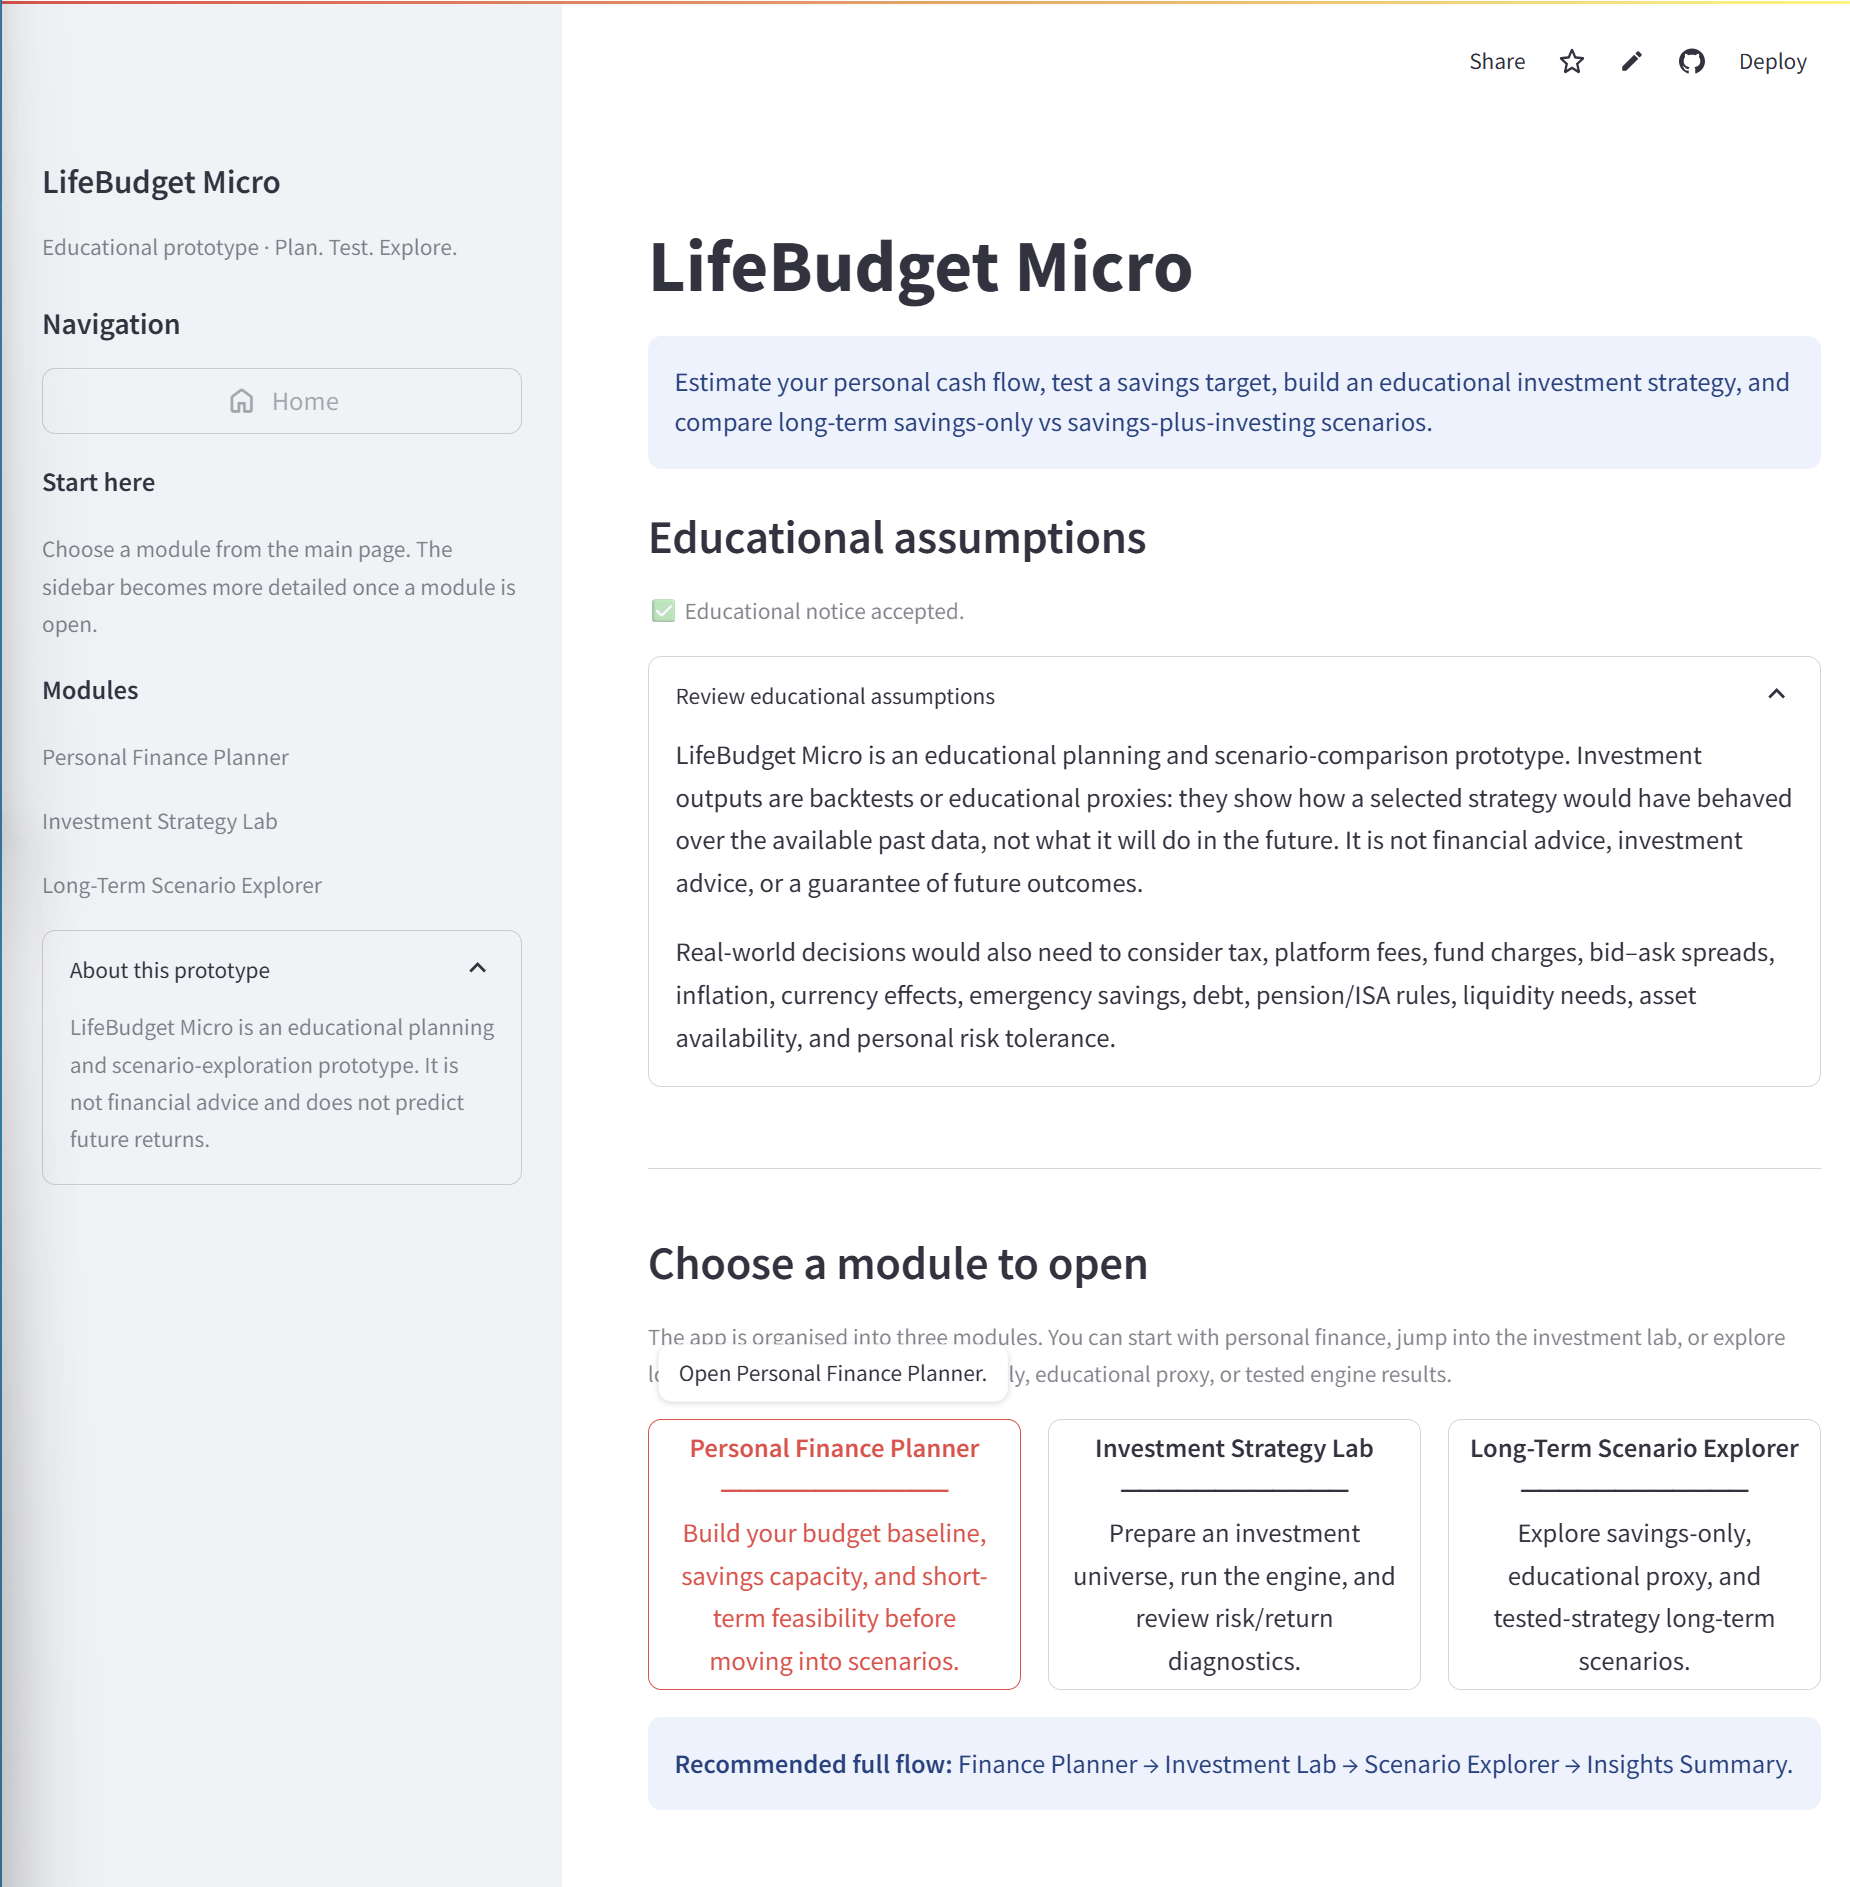 Share
Deploy
LifeBudget Micro
Educational prototype · Plan. Test. Explore.
Navigation
Home
Start here
Choose a module from the main page. The
sidebar becomes more detailed once a module is
open.
Modules
Personal Finance Planner
Investment Strategy Lab
Long-Term Scenario Explorer
About this prototype
LifeBudget Micro is an educational planning
and scenario-exploration prototype. It is
not financial advice and does not predict
future returns.
LifeBudget Micro
Estimate your personal cash flow, test a savings target, build an educational investment strategy, and
compare long-term savings-only vs savings-plus-investing scenarios.
Educational assumptions
✅ Educational notice accepted.
Review educational assumptions
LifeBudget Micro is an educational planning and scenario-comparison prototype. Investment
outputs are backtests or educational proxies: they show how a selected strategy would have behaved
over the available past data, not what it will do in the future. It is not financial advice, investment
advice, or a guarantee of future outcomes.
Real-world decisions would also need to consider tax, platform fees, fund charges, bid–ask spreads,
inflation, currency effects, emergency savings, debt, pension/ISA rules, liquidity needs, asset
availability, and personal risk tolerance.
Choose a module to open
The app is organised into three modules. You can start with personal finance, jump into the investment lab, or explore
educational proxy, or tested engine results.
Open Personal Finance Planner.
Personal Finance Planner
Build your budget baseline,
savings capacity, and short-
term feasibility before
moving into scenarios.
Investment Strategy Lab
Prepare an investment
universe, run the engine, and
review risk/return
diagnostics.
Long-Term Scenario Explorer
Explore savings-only,
educational proxy, and
tested-strategy long-term
scenarios.
Recommended full flow: Finance Planner → Investment Lab → Scenario Explorer → Insights Summary.